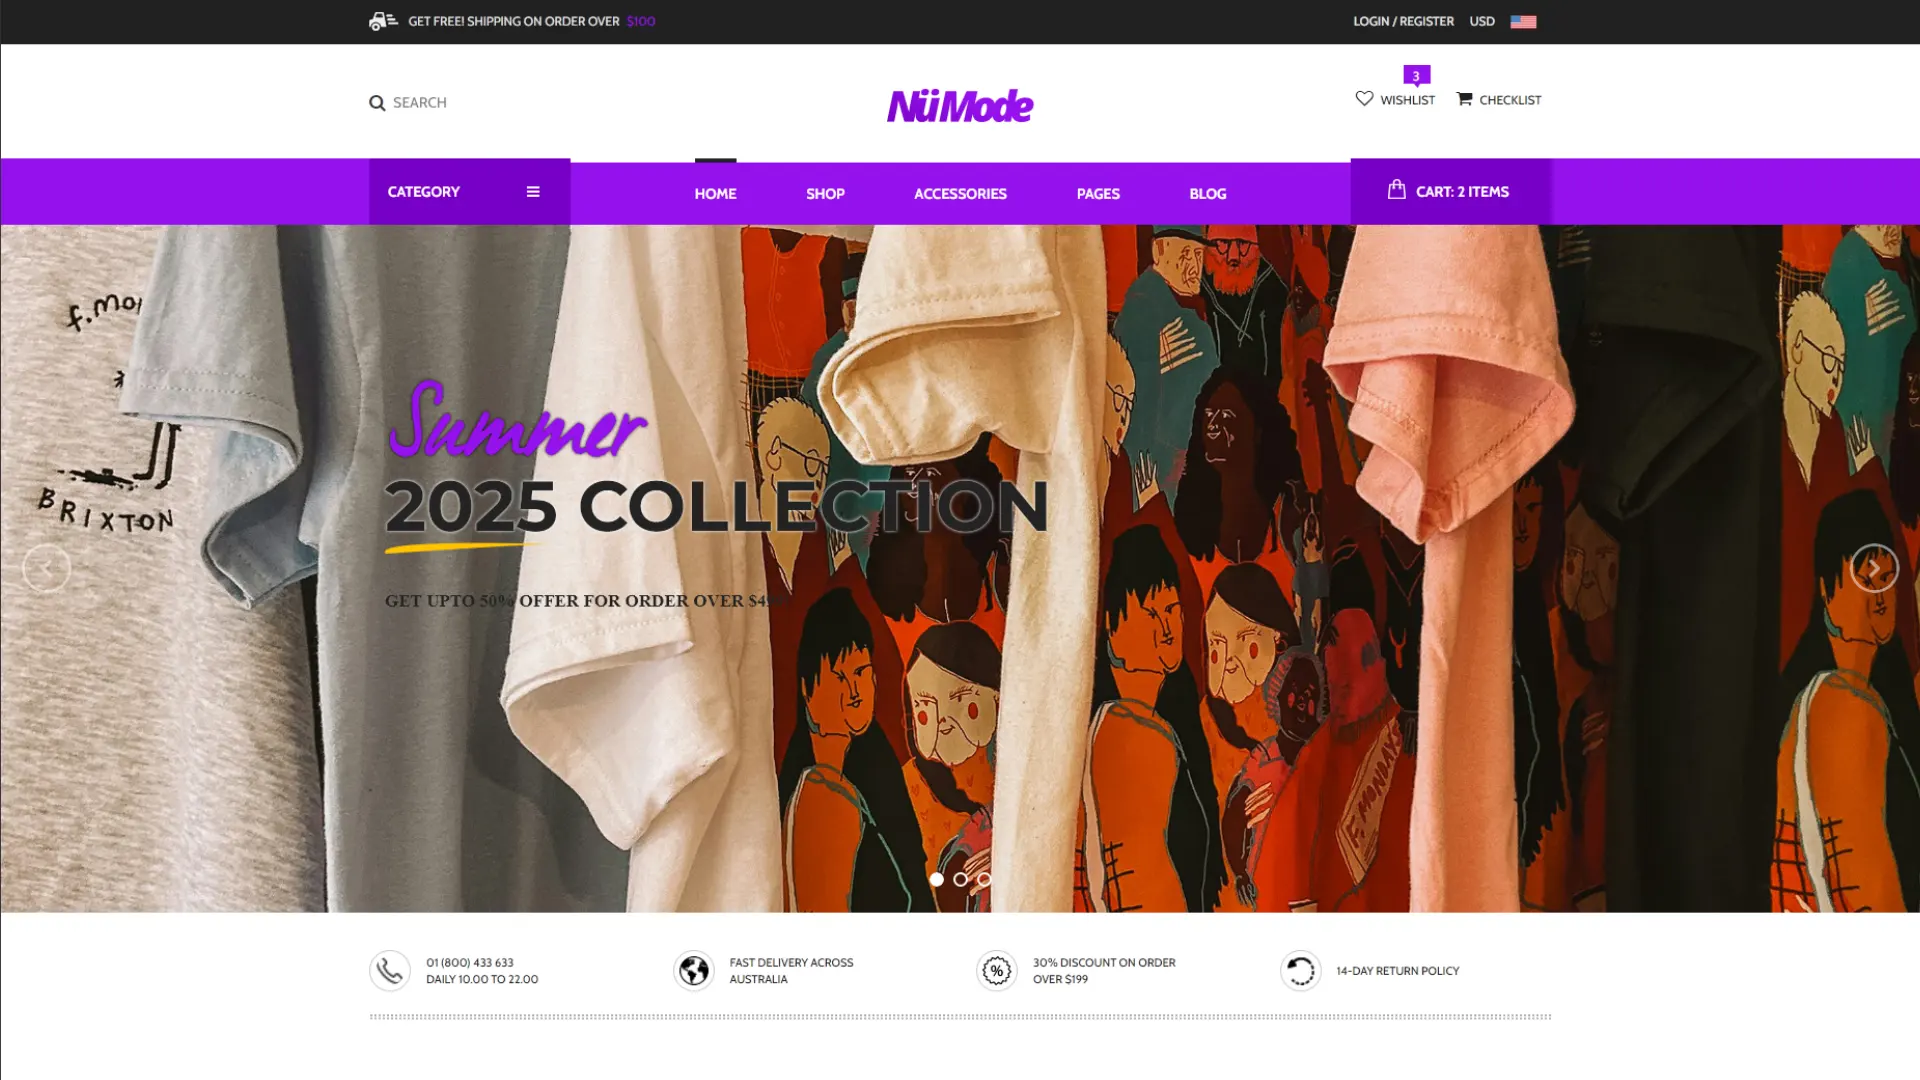 GET FREE! SHIPPING ON ORDER OVER $100
LOGIN / REGISTER USD
SEARCH
NüMode
3
WISHLIST CHECKLIST
CATEGORY
HOME SHOP ACCESSORIES PAGES BLOG
CART: 2 ITEMS
BRIXTON
Summer
2025 COLLECTION
GET UPTO 50% OFFER FOR ORDER OVER
01 (800) 433 633
DAILY 10.00 TO 22.00
FAST DELIVERY ACROSS
AUSTRALIA
30% DISCOUNT ON ORDER
OVER $199
14-DAY RETURN POLICY